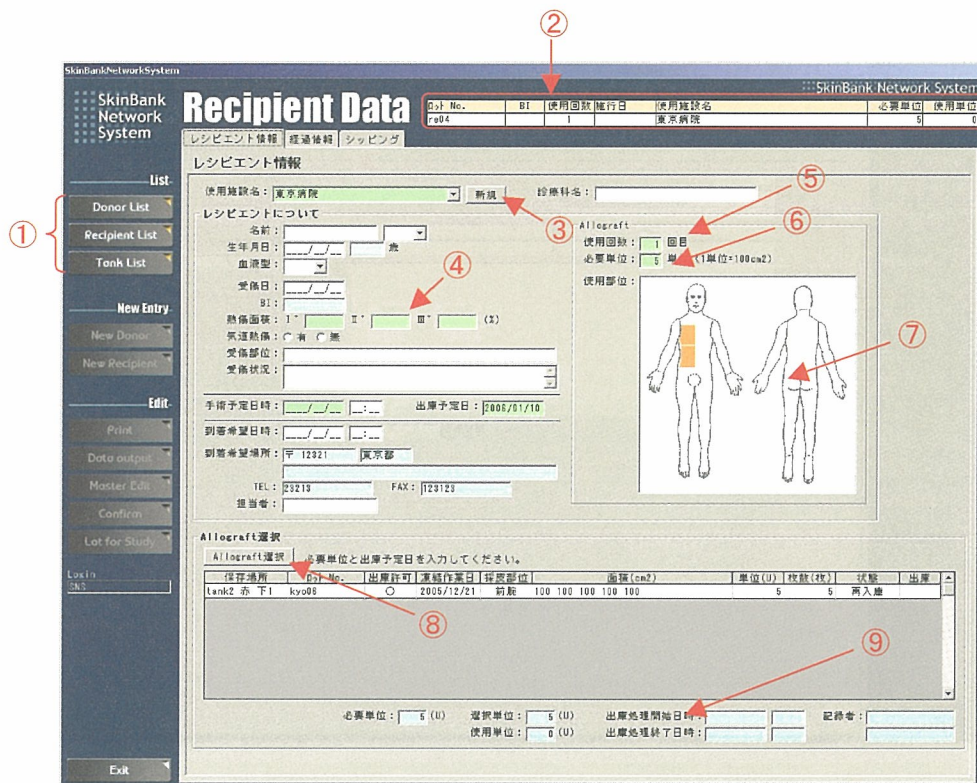 ②
SkinBankNetworkSystem
SkinBank Network System
SkinBank
Network
System
Recipient Data
ロット No. BI 使用回数 施行日 使用施設名 必要単位 使用単位
re04 1 東京病院 5 0
レシピエント情報 経過情報 シッピング
レシピエント情報
List
①
Donor List
Recipient List
Tank List
New Entry
New Donor
New Recipient
Edit
Print
Data output
Master Edit
Confirm
Lot for Study
Login
SNS
Exit
使用施設名: 東京病院 新規 診療科名:
③
レシピエントについて
名前:
生年月日: ___/__/__ 歳
血液型:
受傷日: ___/__/__
BI:
④
熱傷面積: Ⅰ° Ⅱ° Ⅲ° (%)
気道熱傷: 有 無
受傷部位:
受傷状況:
手術予定日時: ___/__/__ __:__ 出庫予定日: 2006/01/10
到着希望日時: ___/__/__ __:__
到着希望場所: 〒 12321 東京都
TEL: 23213 FAX: 123123
担当者:
Allograft
⑤
使用回数: 1 回目
⑥
必要単位: 5 単位 (1単位=100cm2)
使用部位:
⑦
Allograft選択
Allograft選択 必要単位と出庫予定日を入力してください。
保存場所 ロット No. 出庫許可 凍結作業日 採皮部位 面積(cm2) 単位(U) 枚数(枚) 状態 出庫
tank2 赤 下1 kyo06 ○ 2005/12/21 前腕 100 100 100 100 100 5 5 再入庫
⑧
⑨
必要単位: 5 (U) 選択単位: 5 (U) 出庫処理開始日時: 記録者:
使用単位: 0 (U) 出庫処理終了日時: